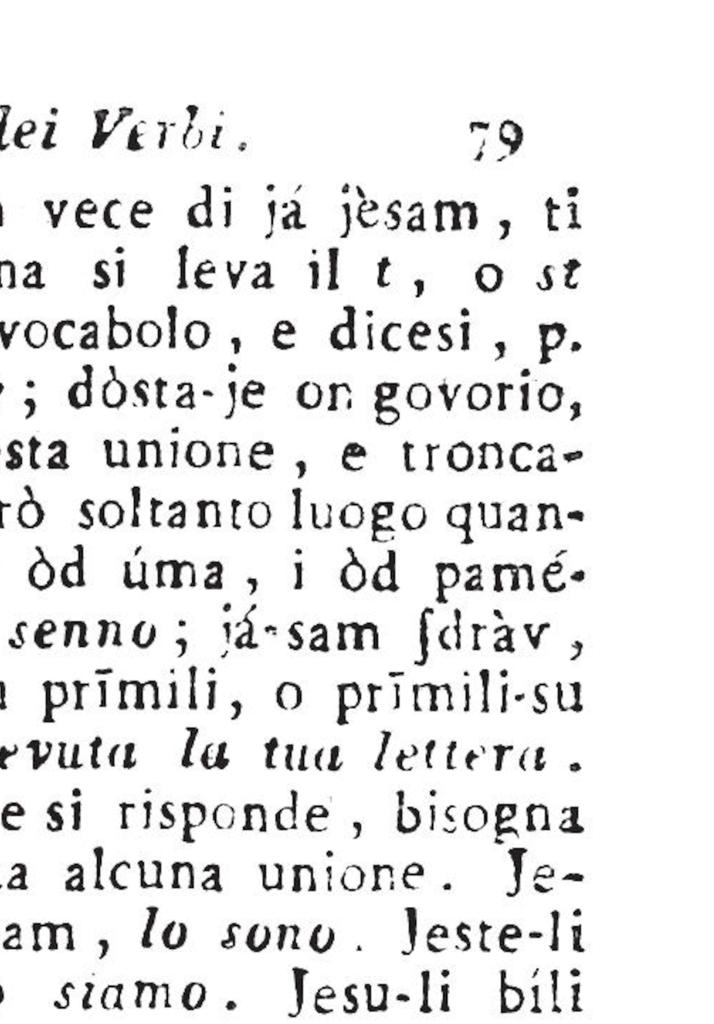 dei Verbi. 79
vece di já jèsam, ti
si leva il t, o st
vocabolo, e dicesi, p.
; dòsta-je on govorio,
sta unione, e tronca-
rò soltanto luogo quan-
òd úma, i òd pamé-
senno; já-sam ſdràv,
prīmili, o prīmili-su
evuta la tua lettera.
e si risponde, bisogna
alcuna unione. Je-
am, lo sono. Jeste-li
siamo. Jesu-li bíli